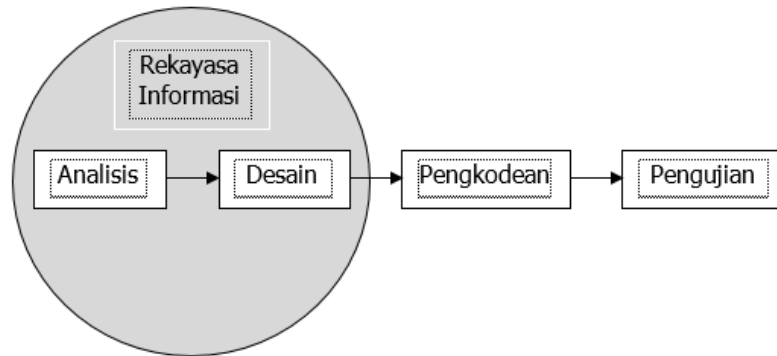 Rekayasa
Informasi
Analisis
Desain
Pengkodean
Pengujian